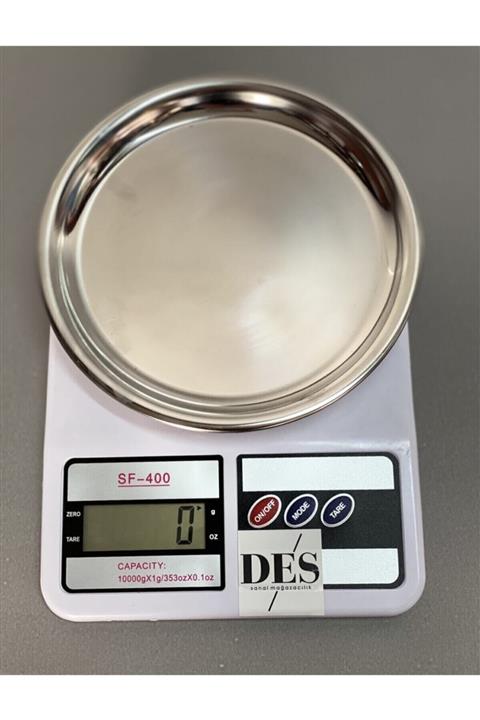 SF-400
ZERO
TARE
0
g
OZ
CAPACITY:
10000gX1g/353ozX0.1oz
ON/OFF
MODE
TARE
DES
sanal mağazacılık